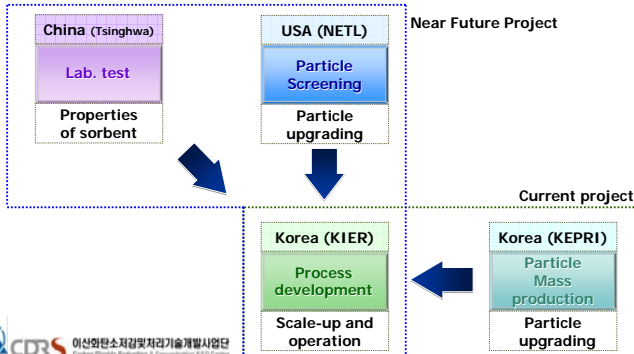 Near Future Project
China (Tsinghwa)
Lab. test
Properties
of sorbent
USA (NETL)
Particle
Screening
Particle
upgrading
Current project
Korea (KIER)
Process
development
Scale-up and
operation
Korea (KEPRI)
Particle
Mass
production
Particle
upgrading
CDRS 이산화탄소저감및처리기술개발사업단